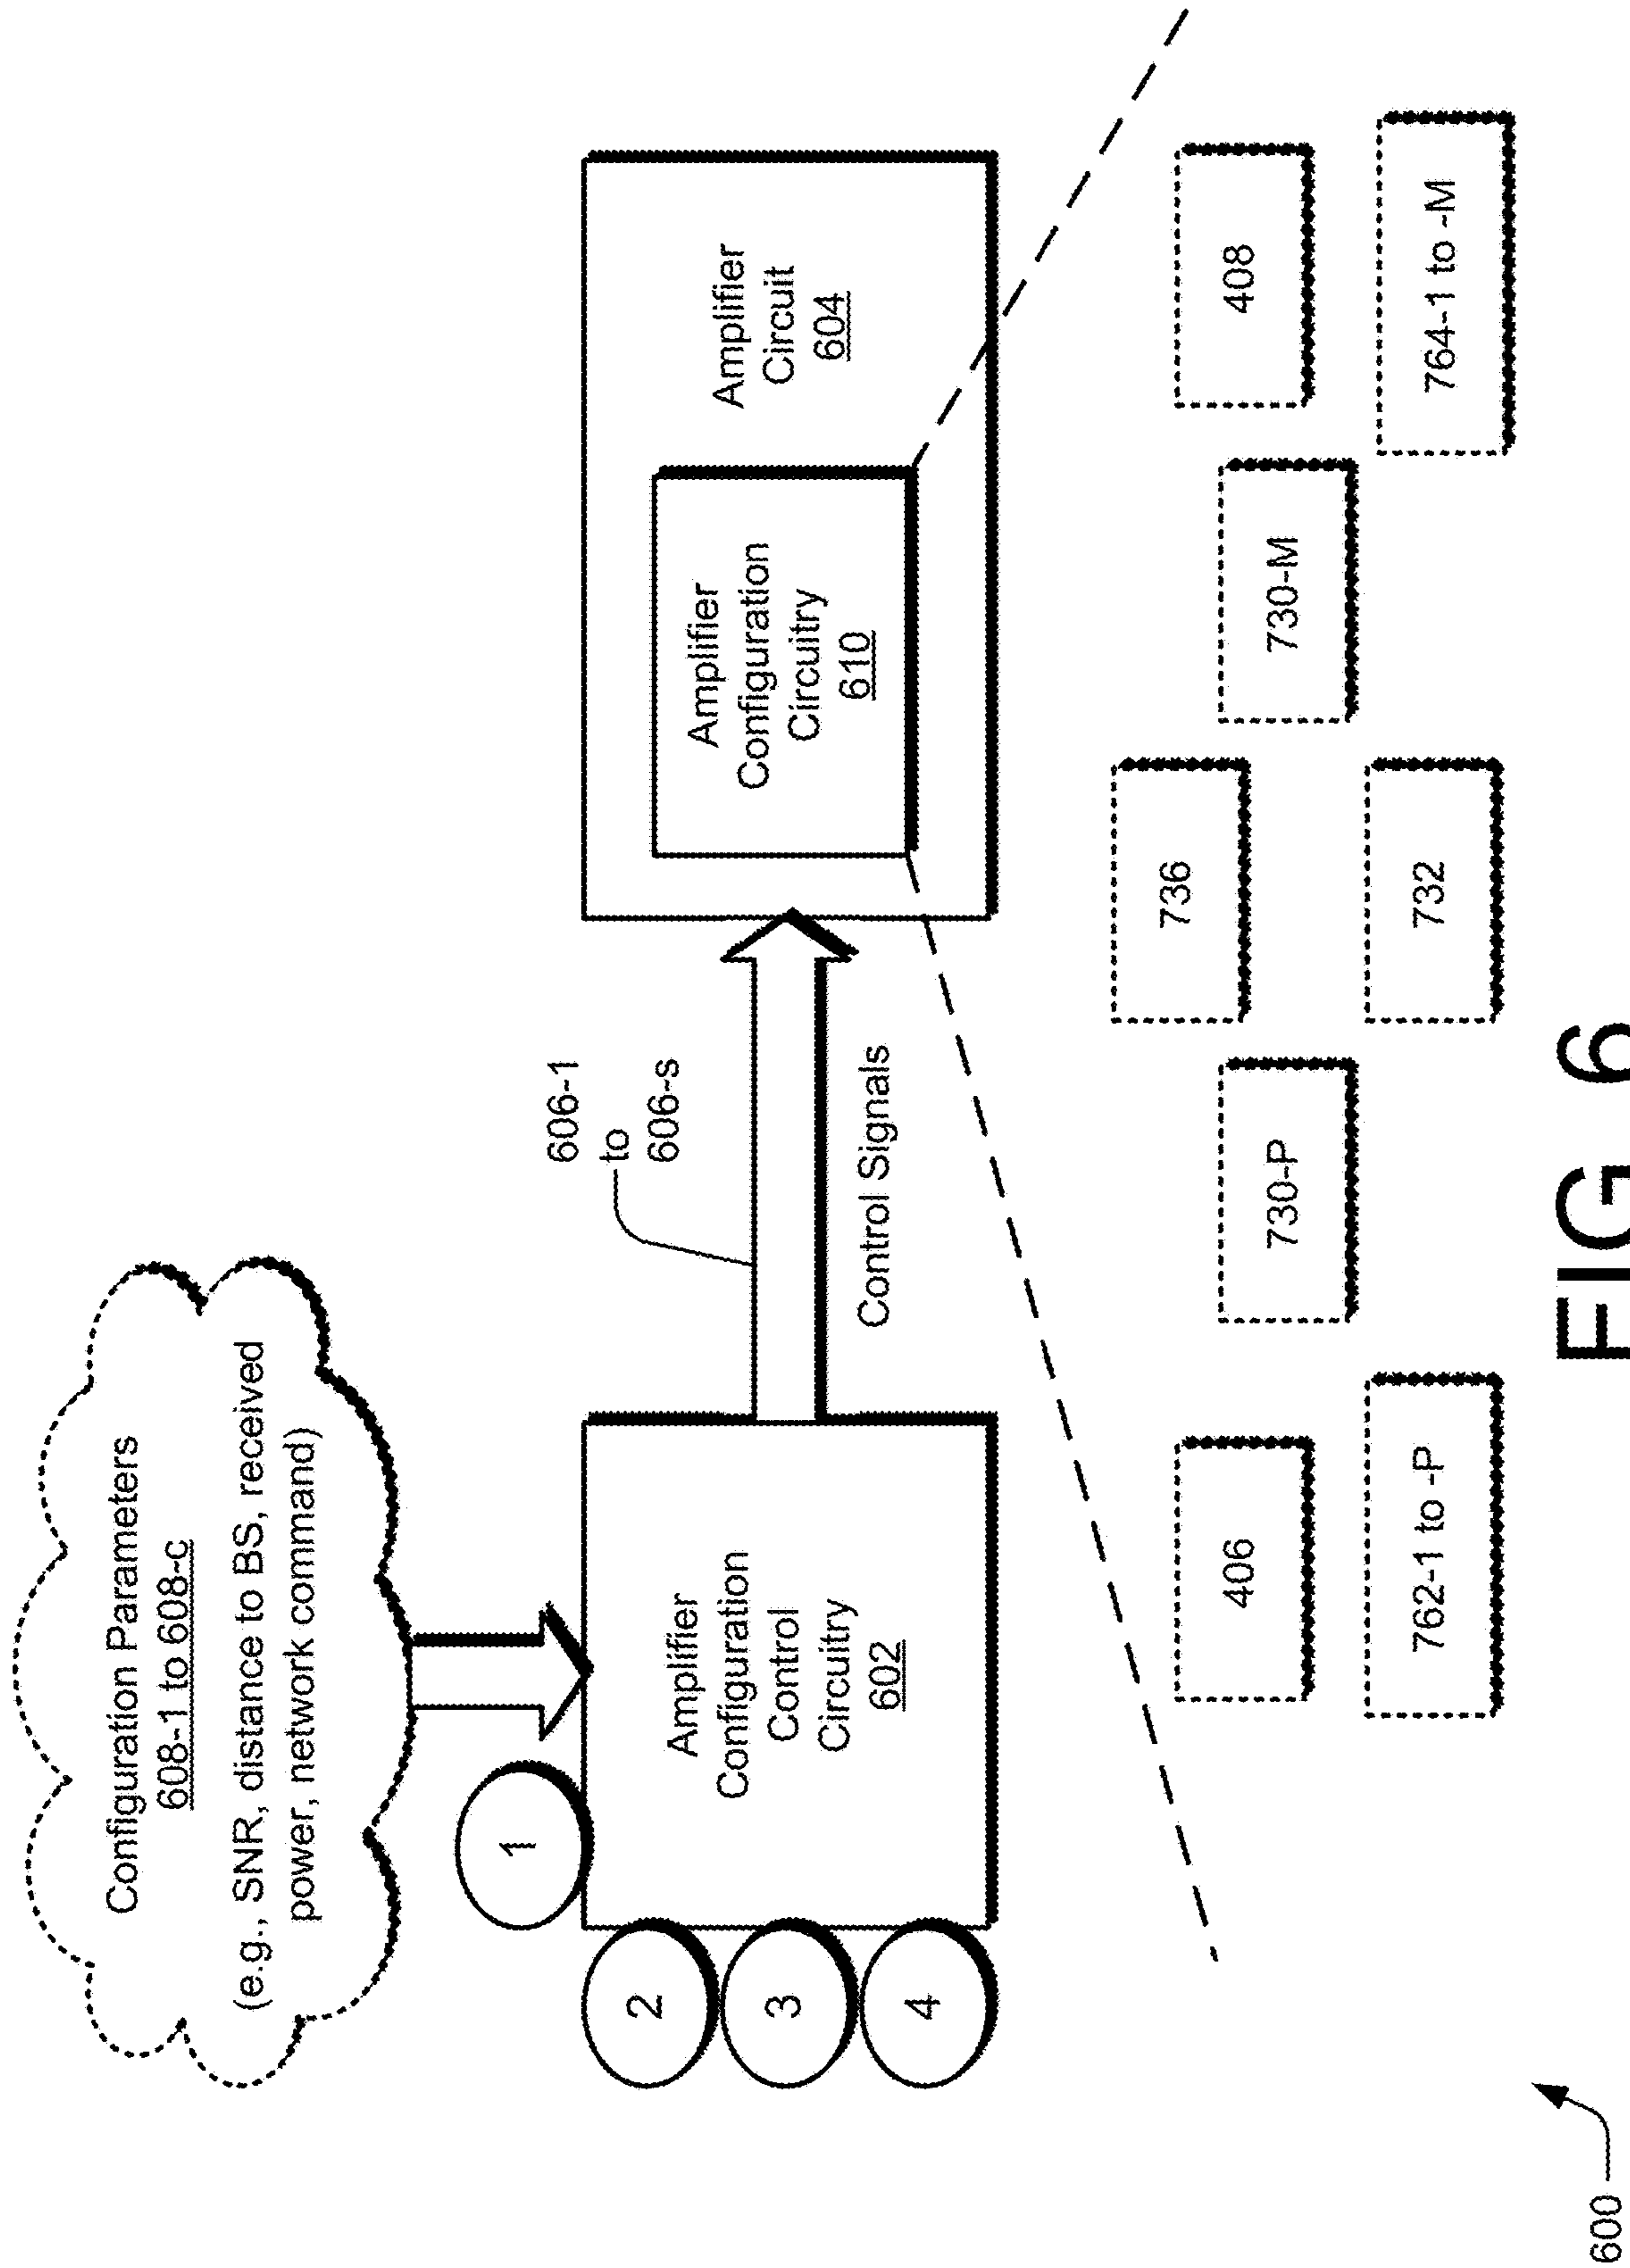 Configuration Parameters
608-1 to 608-c
(e.g., SNR, distance to BS, received
power, network command)
1
2
3
4
Amplifier
Configuration
Control
Circuitry
602
606-1
to
606-s
Control Signals
Amplifier
Configuration
Circuitry
610
Amplifier
Circuit
604
406
762-1 to -P
730-P
736
732
730-M
408
764-1 to -M
600
FIG. 6